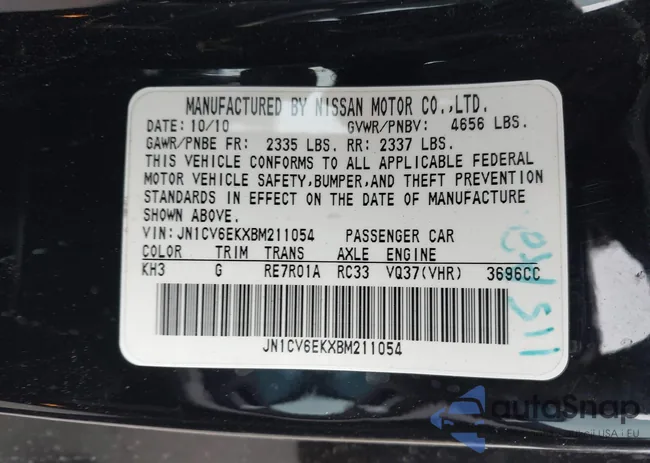 MANUFACTURED BY NISSAN MOTOR CO.,LTD.
DATE: 10/10 GVWR/PNBV: 4656 LBS.
GAWR/PNBE FR: 2335 LBS. RR: 2337 LBS.
THIS VEHICLE CONFORMS TO ALL APPLICABLE FEDERAL
MOTOR VEHICLE SAFETY,BUMPER,AND THEFT PREVENTION
STANDARDS IN EFFECT ON THE DATE OF MANUFACTURE
SHOWN ABOVE.
VIN: JN1CV6EKXBM211054 PASSENGER CAR
COLOR TRIM TRANS AXLE ENGINE
KH3 G RE7R01A RC33 VQ37(VHR) 3696CC
JN1CV6EKXBM211054
autoSnap
USA - EU